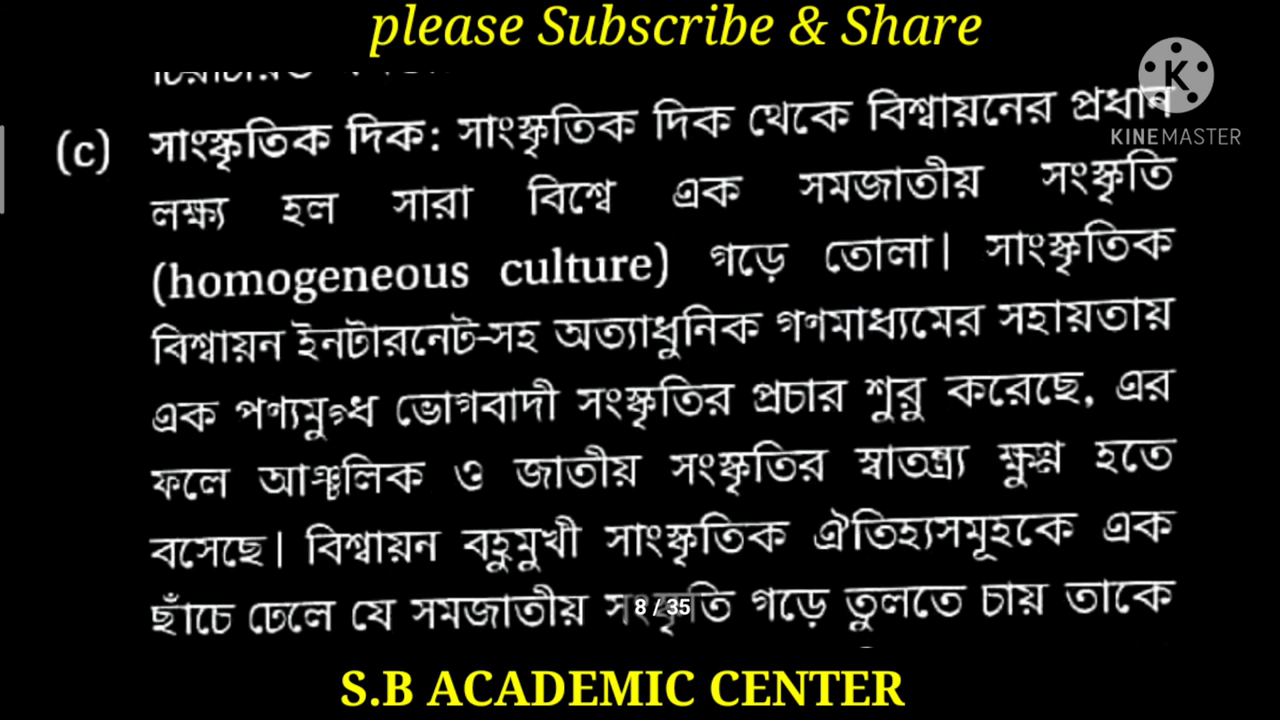 please Subscribe & Share
KINEMASTER
(c) সাংস্কৃতিক দিক: সাংস্কৃতিক দিক থেকে বিশ্বায়নের প্রধান
লক্ষ্য হল সারা বিশ্বে এক সমজাতীয় সংস্কৃতি
(homogeneous culture) গড়ে তোলা। সাংস্কৃতিক
বিশ্বায়ন ইনটারনেট-সহ অত্যাধুনিক গণমাধ্যমের সহায়তায়
এক পণ্যমুগ্ধ ভোগবাদী সংস্কৃতির প্রচার শুরু করেছে, এর
ফলে আঞ্চলিক ও জাতীয় সংস্কৃতির স্বাতন্ত্র্য ক্ষুণ্ণ হতে
বসেছে। বিশ্বায়ন বহুমুখী সাংস্কৃতিক ঐতিহ্যসমূহকে এক
ছাঁচে ঢেলে যে সমজাতীয় সংস্কৃতি গড়ে তুলতে চায় তাকে
8 / 35
S.B ACADEMIC CENTER